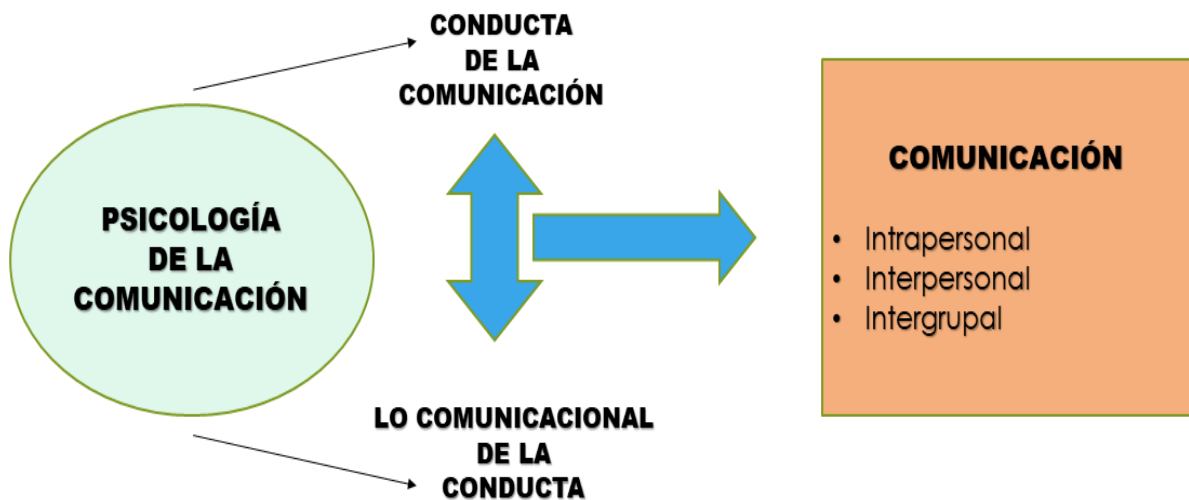 CONDUCTA
DE LA
COMUNICACIÓN
PSICOLOGÍA
DE LA
COMUNICACIÓN
LO COMUNICACIONAL
DE LA
CONDUCTA
COMUNICACIÓN
• Intrapersonal
• Interpersonal
• Intergrupal